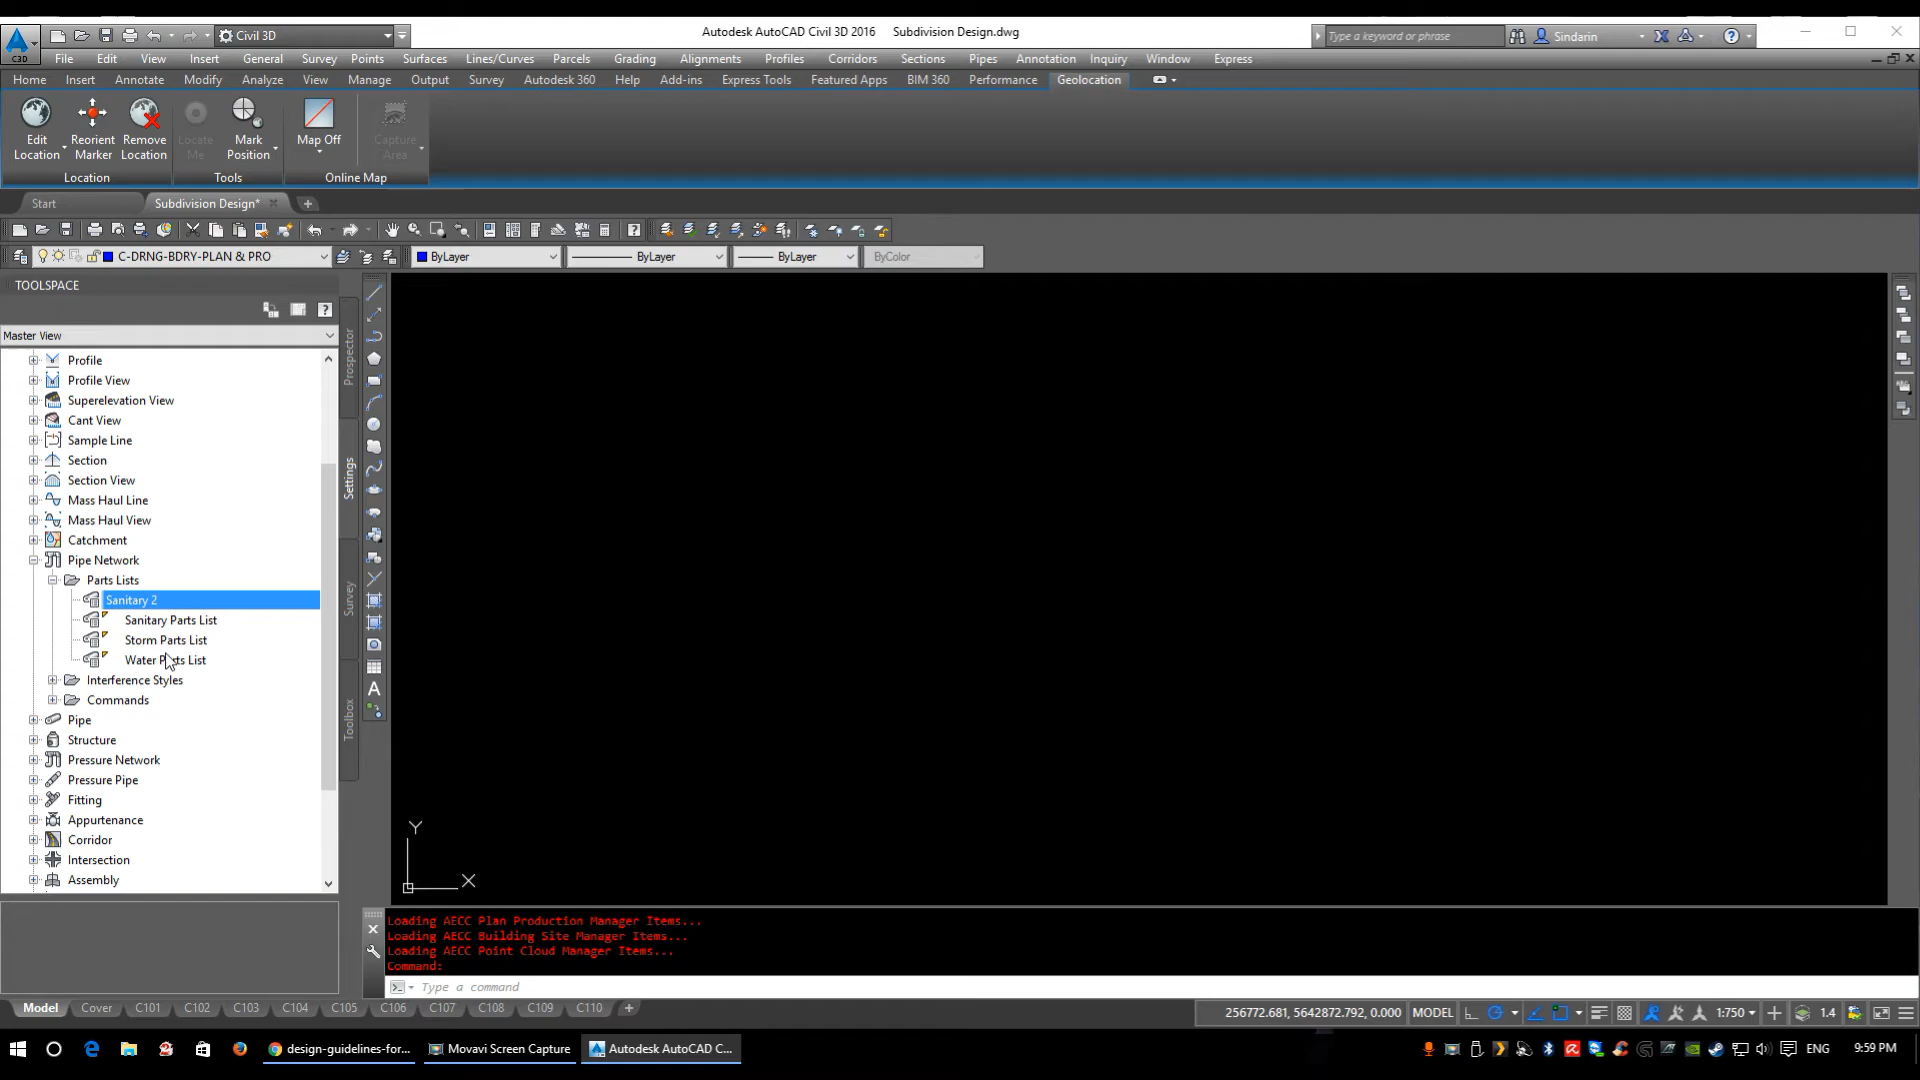 Civil 3D
Autodesk AutoCAD Civil 3D 2016 Subdivision Design.dwg
Type a keyword or phrase
Sindarin
C3D
File Edit View Insert General Survey Points Surfaces Lines/Curves Parcels Grading Alignments Profiles Corridors Sections Pipes Annotation Inquiry Window Express
Home Insert Annotate Modify Analyze View Manage Output Survey Autodesk 360 Help Add-ins Express Tools Featured Apps BIM 360 Performance Geolocation
Edit Reorient Remove Locate Mark Map Off Capture
Location Marker Location Me Position Area
Location Tools Online Map
Start Subdivision Design*
C-DRNG-BDRY-PLAN & PRO ByLayer ByLayer ByLayer ByColor
TOOLSPACE
Master View
Profile
Profile View
Superelevation View
Cant View
Sample Line
Section
Section View
Mass Haul Line
Mass Haul View
Catchment
Pipe Network
Parts Lists
Sanitary 2
Sanitary Parts List
Storm Parts List
Water Parts List
Interference Styles
Commands
Pipe
Structure
Pressure Network
Pressure Pipe
Fitting
Appurtenance
Corridor
Intersection
Assembly
Prospector
Settings
Survey
Toolbox
A
Y
X
Loading AECC Plan Production Manager Items...
Loading AECC Building Site Manager Items...
Loading AECC Point Cloud Manager Items...
Command:
Type a command
Model Cover C101 C102 C103 C104 C105 C106 C107 C108 C109 C110
256772.681, 5642872.792, 0.000 MODEL 1:750 1.4
design-guidelines-for... Movavi Screen Capture Autodesk AutoCAD C... ENG 9:59 PM